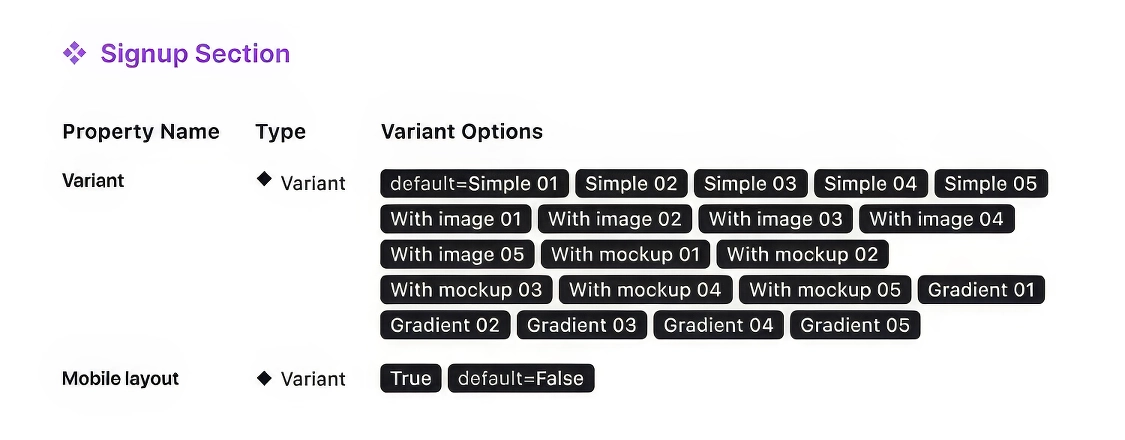 Signup Section
Property Name Type Variant Options
Variant Variant default=Simple 01 Simple 02 Simple 03 Simple 04 Simple 05
With image 01 With image 02 With image 03 With image 04
With image 05 With mockup 01 With mockup 02
With mockup 03 With mockup 04 With mockup 05 Gradient 01
Gradient 02 Gradient 03 Gradient 04 Gradient 05
Mobile layout Variant True default=False